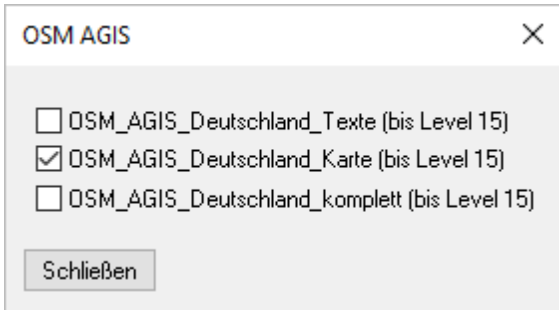 OSM AGIS
OSM_AGIS_Deutschland_Texte (bis Level 15)
OSM_AGIS_Deutschland_Karte (bis Level 15)
OSM_AGIS_Deutschland_komplett (bis Level 15)
Schließen